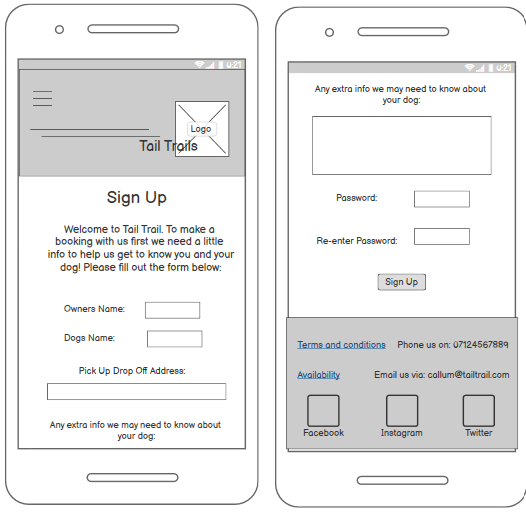 0:21
Logo
Tail Trails
Sign Up
Welcome to Tail Trail. To make a
booking with us first we need a little
info to help us get to know you and your
dog! Please fill out the form below:
Owners Name:
Dogs Name:
Pick Up Drop Off Address:
Any extra info we may need to know about
your dog:
0:21
Any extra info we may need to know about
your dog:
Password:
Re-enter Password:
Sign Up
Terms and conditions Phone us on: 07124567889
Availability Email us via: callum@tailtrail.com
Facebook Instagram Twitter